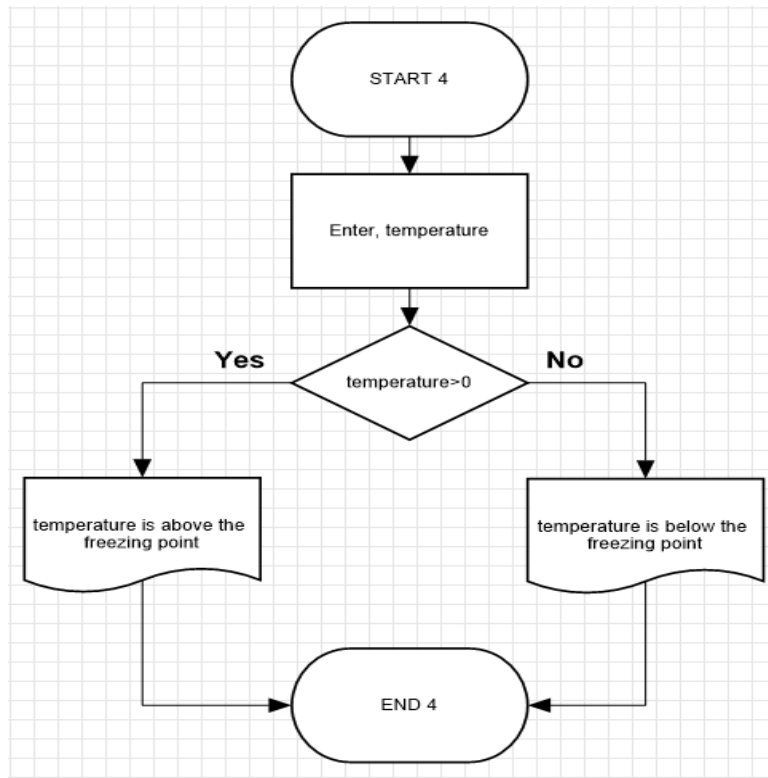 START 4
Enter, temperature
Yes
No
temperature>0
temperature is above the
freezing point
temperature is below the
freezing point
END 4